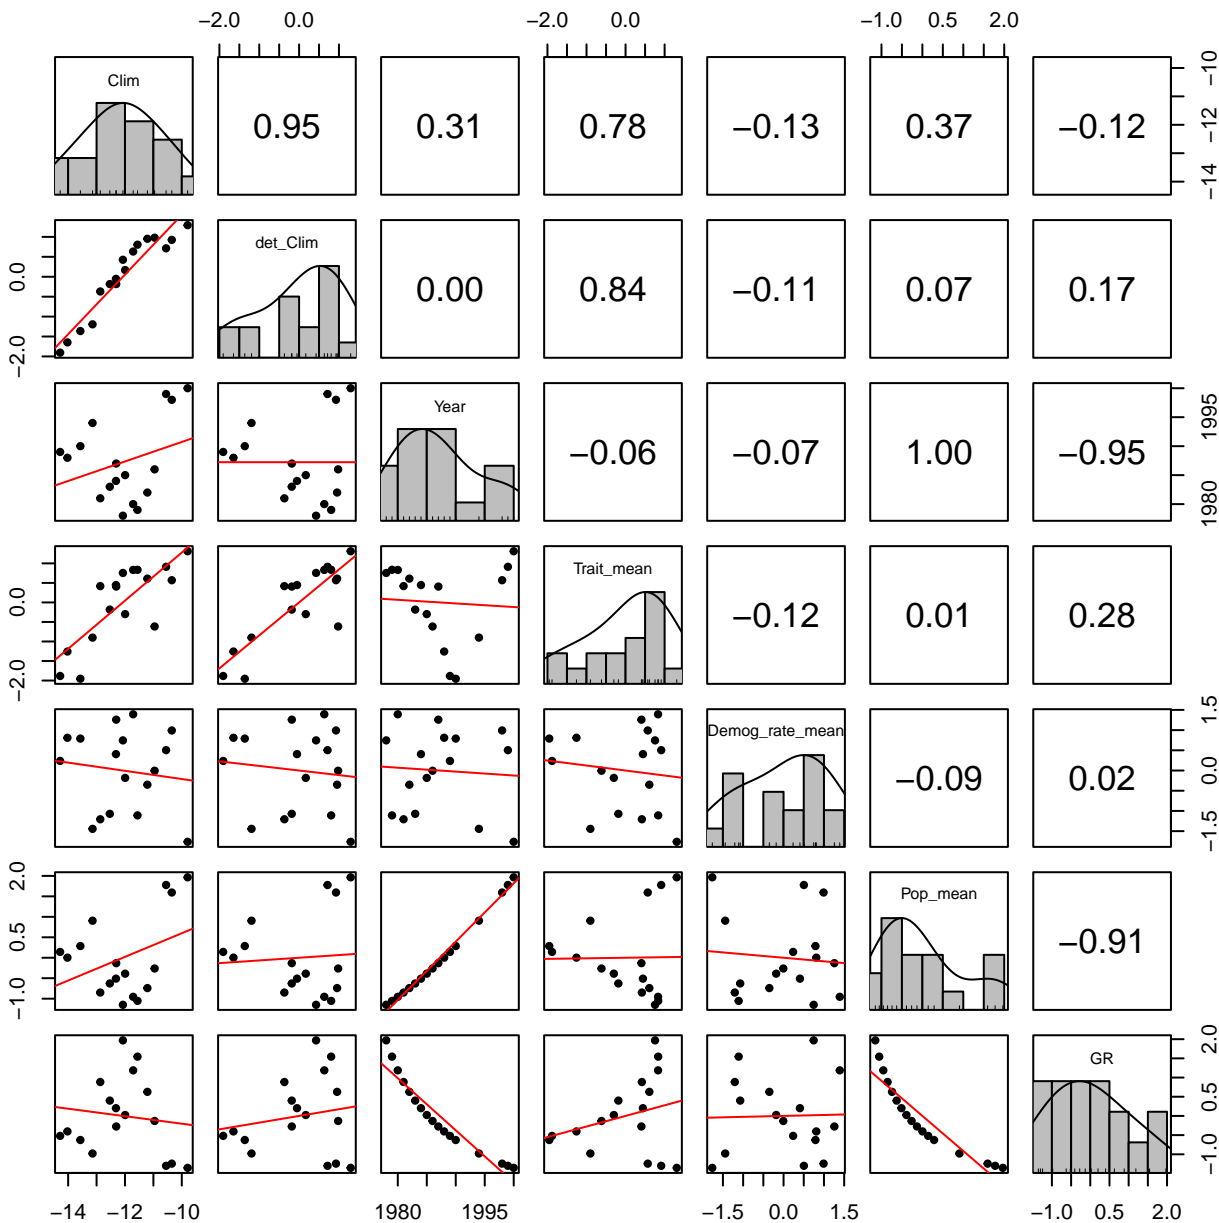 −2.0 0.0 −2.0 0.0 −1.0 0.5 2.0
Clim 0.95 0.31 0.78 −0.13 0.37 −0.12 −14 −12 −10
−2.0 0.0 det_Clim 0.00 0.84 −0.11 0.07 0.17
Year −0.06 −0.07 1.00 −0.95 1980 1995
−2.0 0.0 Trait_mean −0.12 0.01 0.28
Demog_rate_mean −0.09 0.02 −1.5 0.0 1.5
−1.0 0.5 2.0 Pop_mean −0.91
GR −1.0 0.5 2.0
−14 −12 −10 1980 1995 −1.5 0.0 1.5 −1.0 0.5 2.0